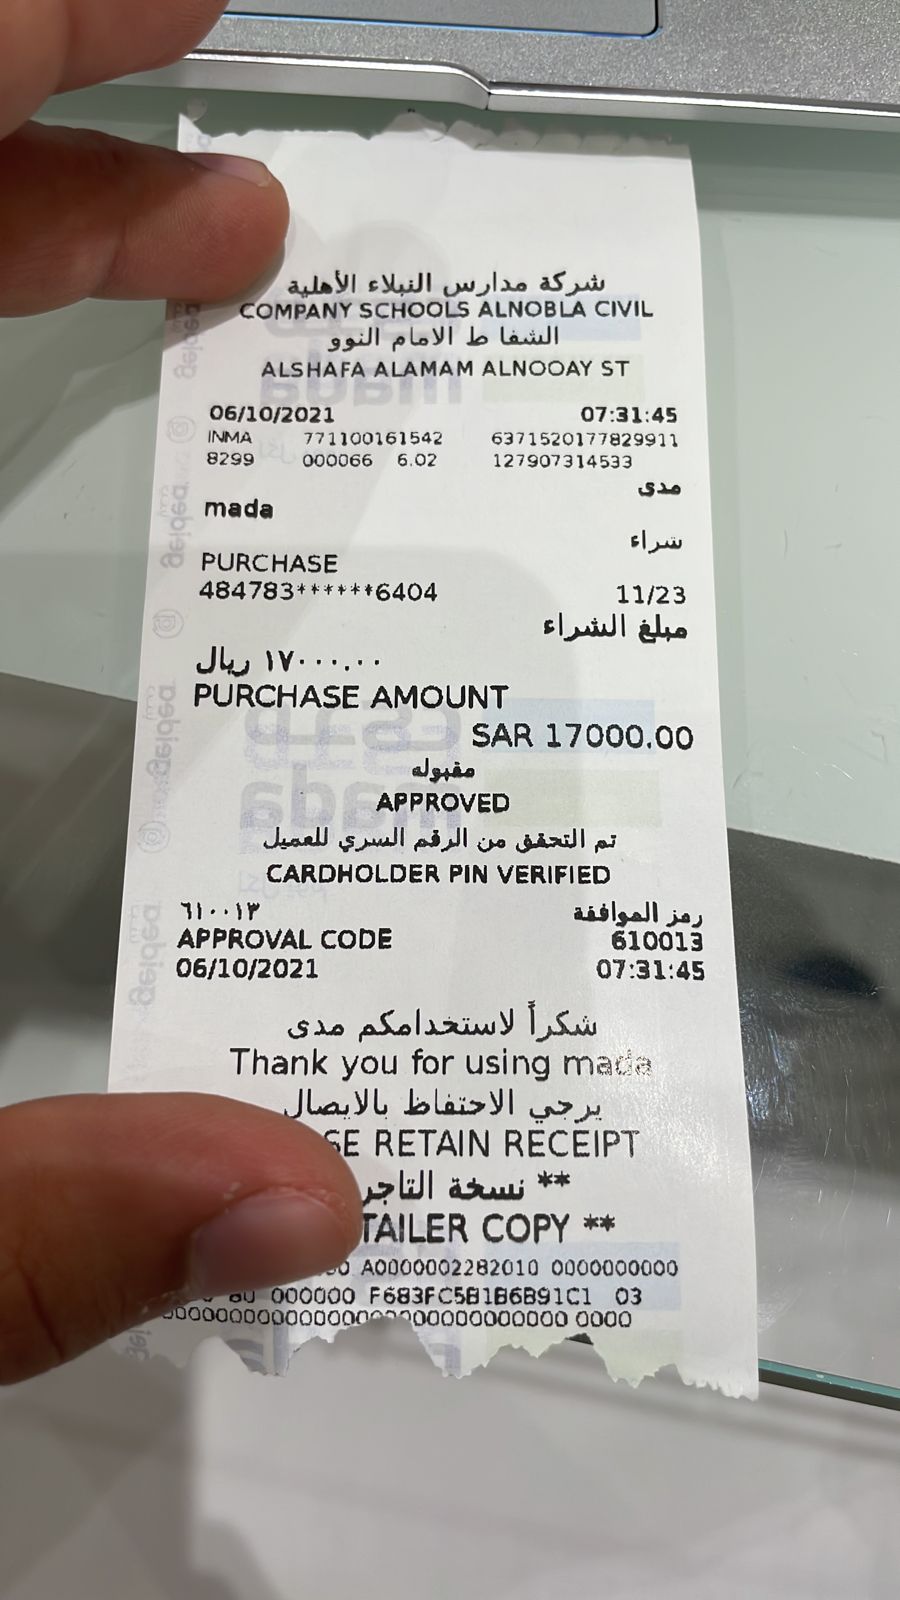 شركة مدارس النبلاء الأهلية
COMPANY SCHOOLS ALNOBLA CIVIL
الشفا ط الامام النوو
ALSHAFA ALAMAM ALNOOAY ST
06/10/2021 07:31:45
INMA 771100161542 6371520177829911
8299 000066 6.02 127907314533
مدى
mada
شراء
PURCHASE
484783******6404 11/23
مبلغ الشراء
١٧٠٠٠.٠٠ ريال
PURCHASE AMOUNT
SAR 17000.00
مقبوله
APPROVED
تم التحقق من الرقم السري للعميل
CARDHOLDER PIN VERIFIED
رمز الموافقة ٦١٠٠١٣
APPROVAL CODE 610013
06/10/2021 07:31:45
شكراً لاستخدامكم مدى
Thank you for using mada
يرجي الاحتفاظ بالايصال
RETAIN RECEIPT
نسخة التاجر **
COPY **
A0000002282010 0000000000
80 000000 F683FC5B1B6B91C1 03
0000